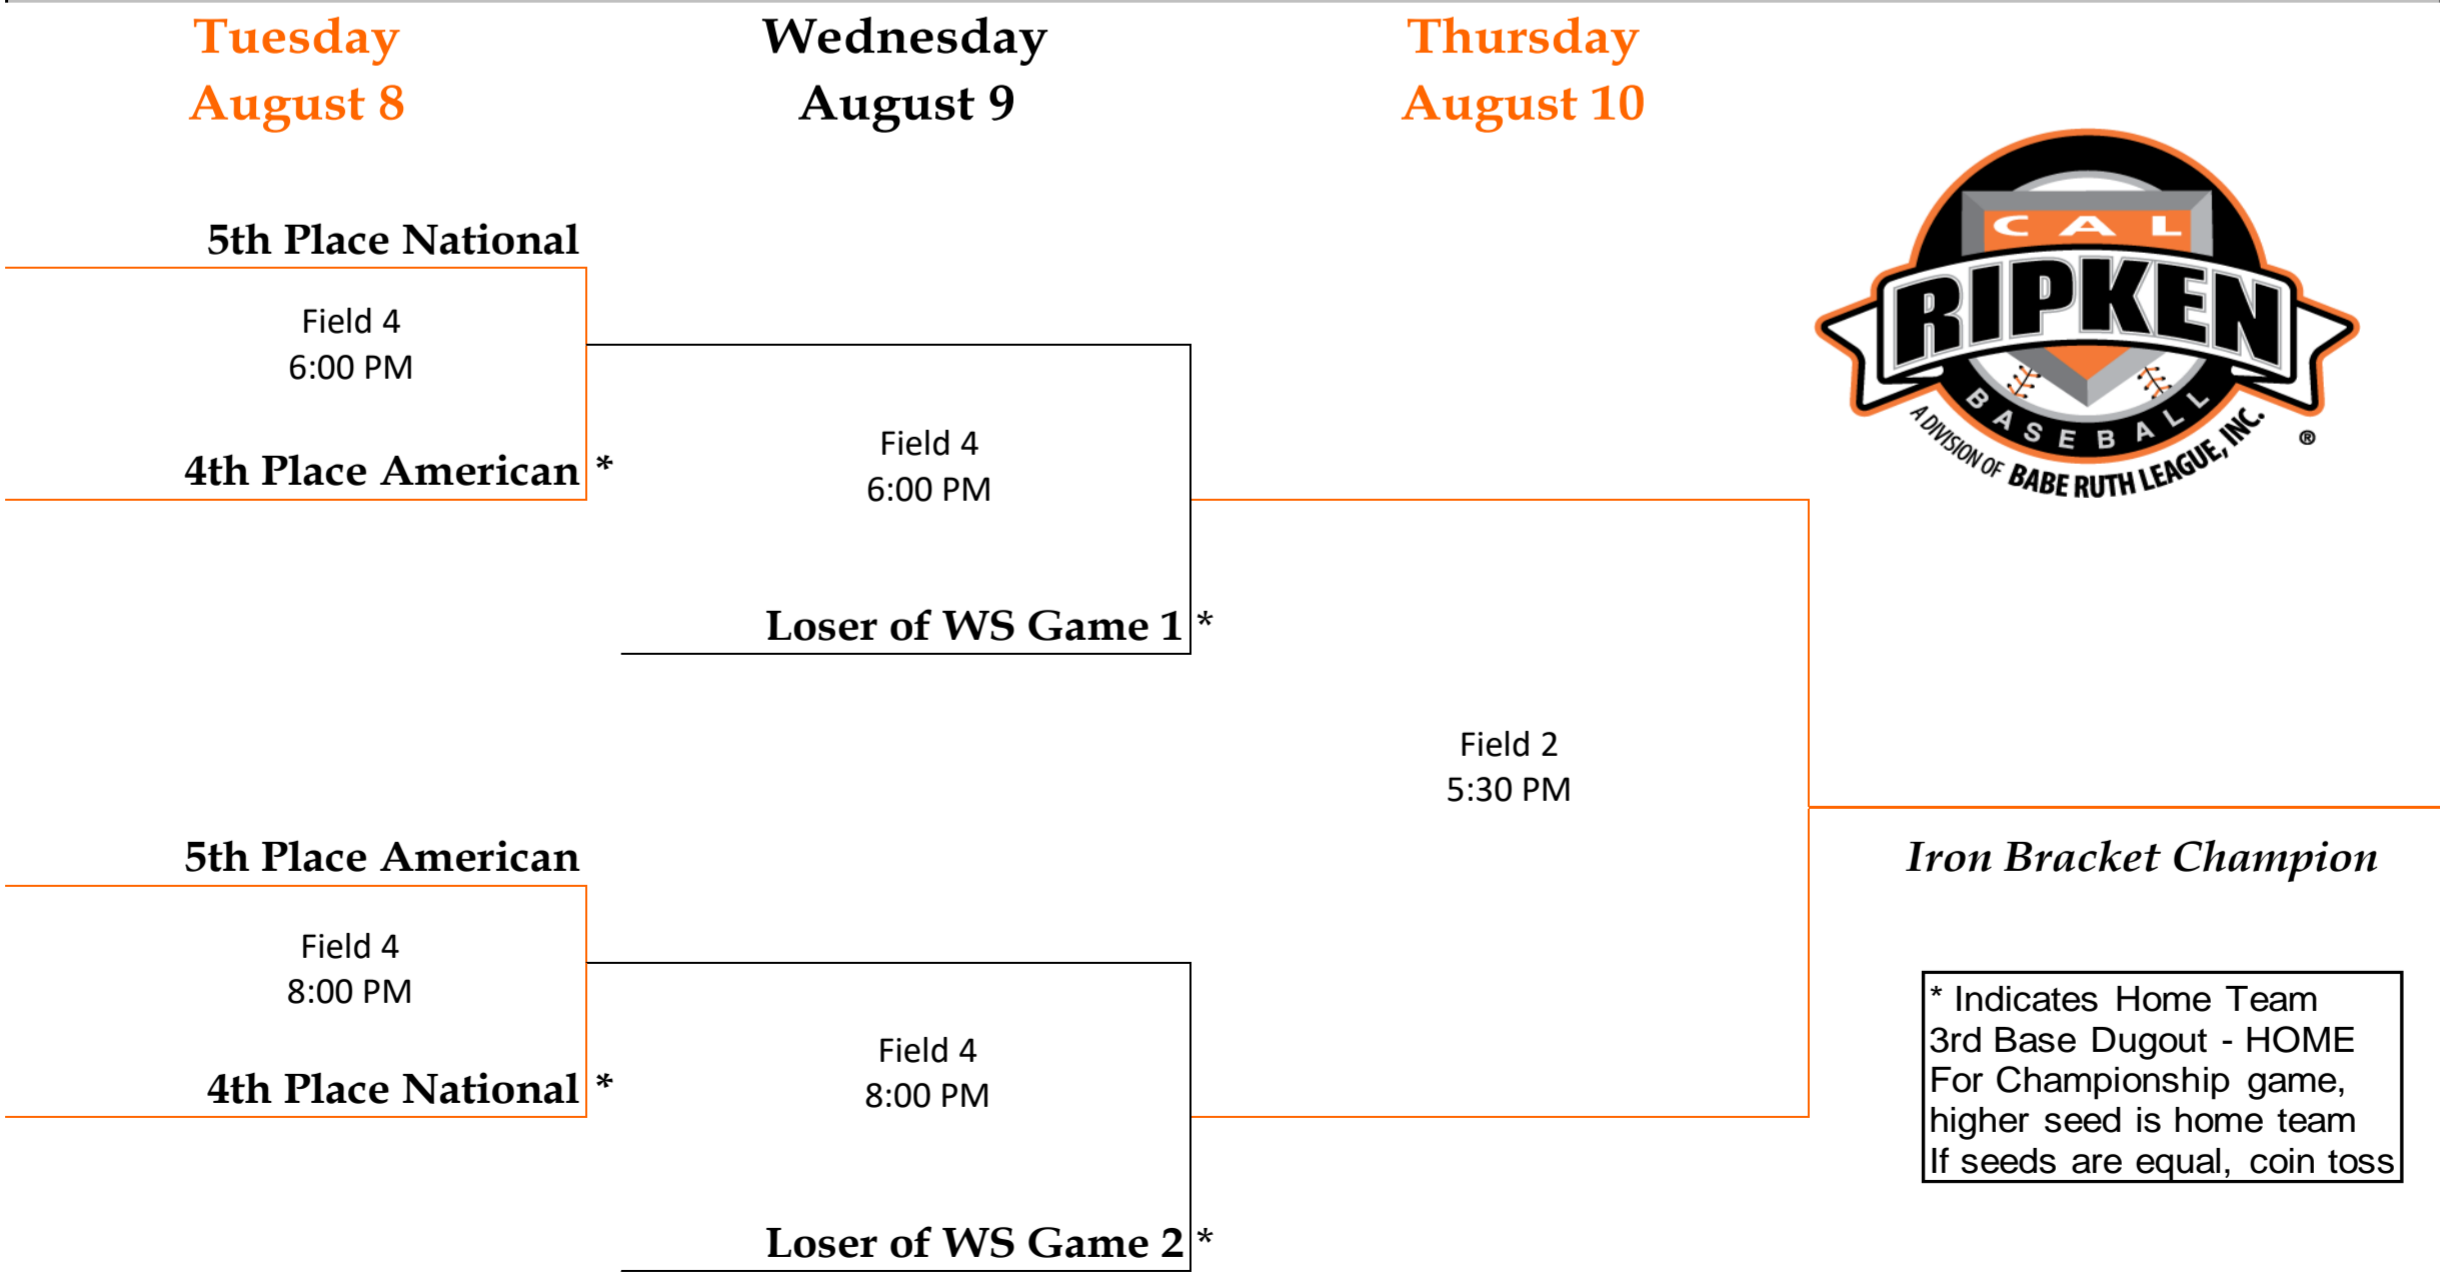 Tuesday
August 8
Wednesday
August 9
Thursday
August 10
5th Place National
Field 4
6:00 PM
4th Place American *
Field 4
6:00 PM
Loser of WS Game 1 *
CAL
RIPKEN
BASEBALL
A DIVISION OF BABE RUTH LEAGUE, INC.
®
Field 2
5:30 PM
5th Place American
Field 4
8:00 PM
4th Place National *
Field 4
8:00 PM
Loser of WS Game 2 *
Iron Bracket Champion
* Indicates Home Team
3rd Base Dugout - HOME
For Championship game,
higher seed is home team
If seeds are equal, coin toss